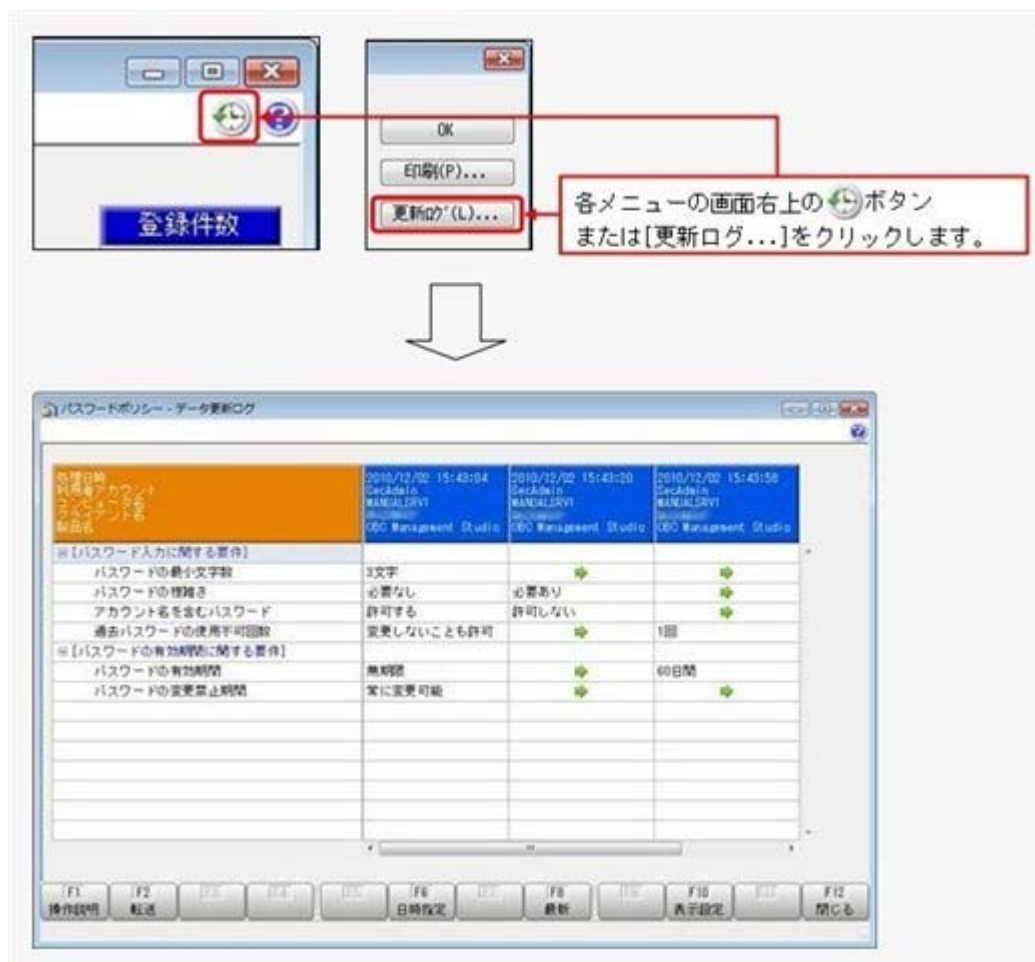 登録件数
OK
印刷(P)...
更新ﾛｸﾞ(L)...
各メニューの画面右上の ボタン
または[更新ログ...]をクリックします。
パスワードポリシー - データ更新ログ
処理日時 2010/12/02 15:43:04 2010/12/02 15:43:20 2010/12/02 15:43:58
利用者アカウント SecAdmin SecAdmin SecAdmin
MANUALSRV1 MANUALSRV1 MANUALSRV1
製品名 OBC Management Studio OBC Management Studio OBC Management Studio
[パスワード入力に関する要件]
パスワードの最小文字数 3文字
パスワードの複雑さ 必要なし 必要あり
アカウント名を含むパスワード 許可する 許可しない
過去パスワードの使用不可回数 変更しないことも許可 1回
[パスワードの有効期間に関する要件]
パスワードの有効期間 無期限 60日間
パスワードの変更禁止期間 常に変更可能
F1 F2 F3 F4 F5 F6 F7 F8 F9 F10 F11 F12
操作説明 転送 日時指定 最新 表示設定 閉じる